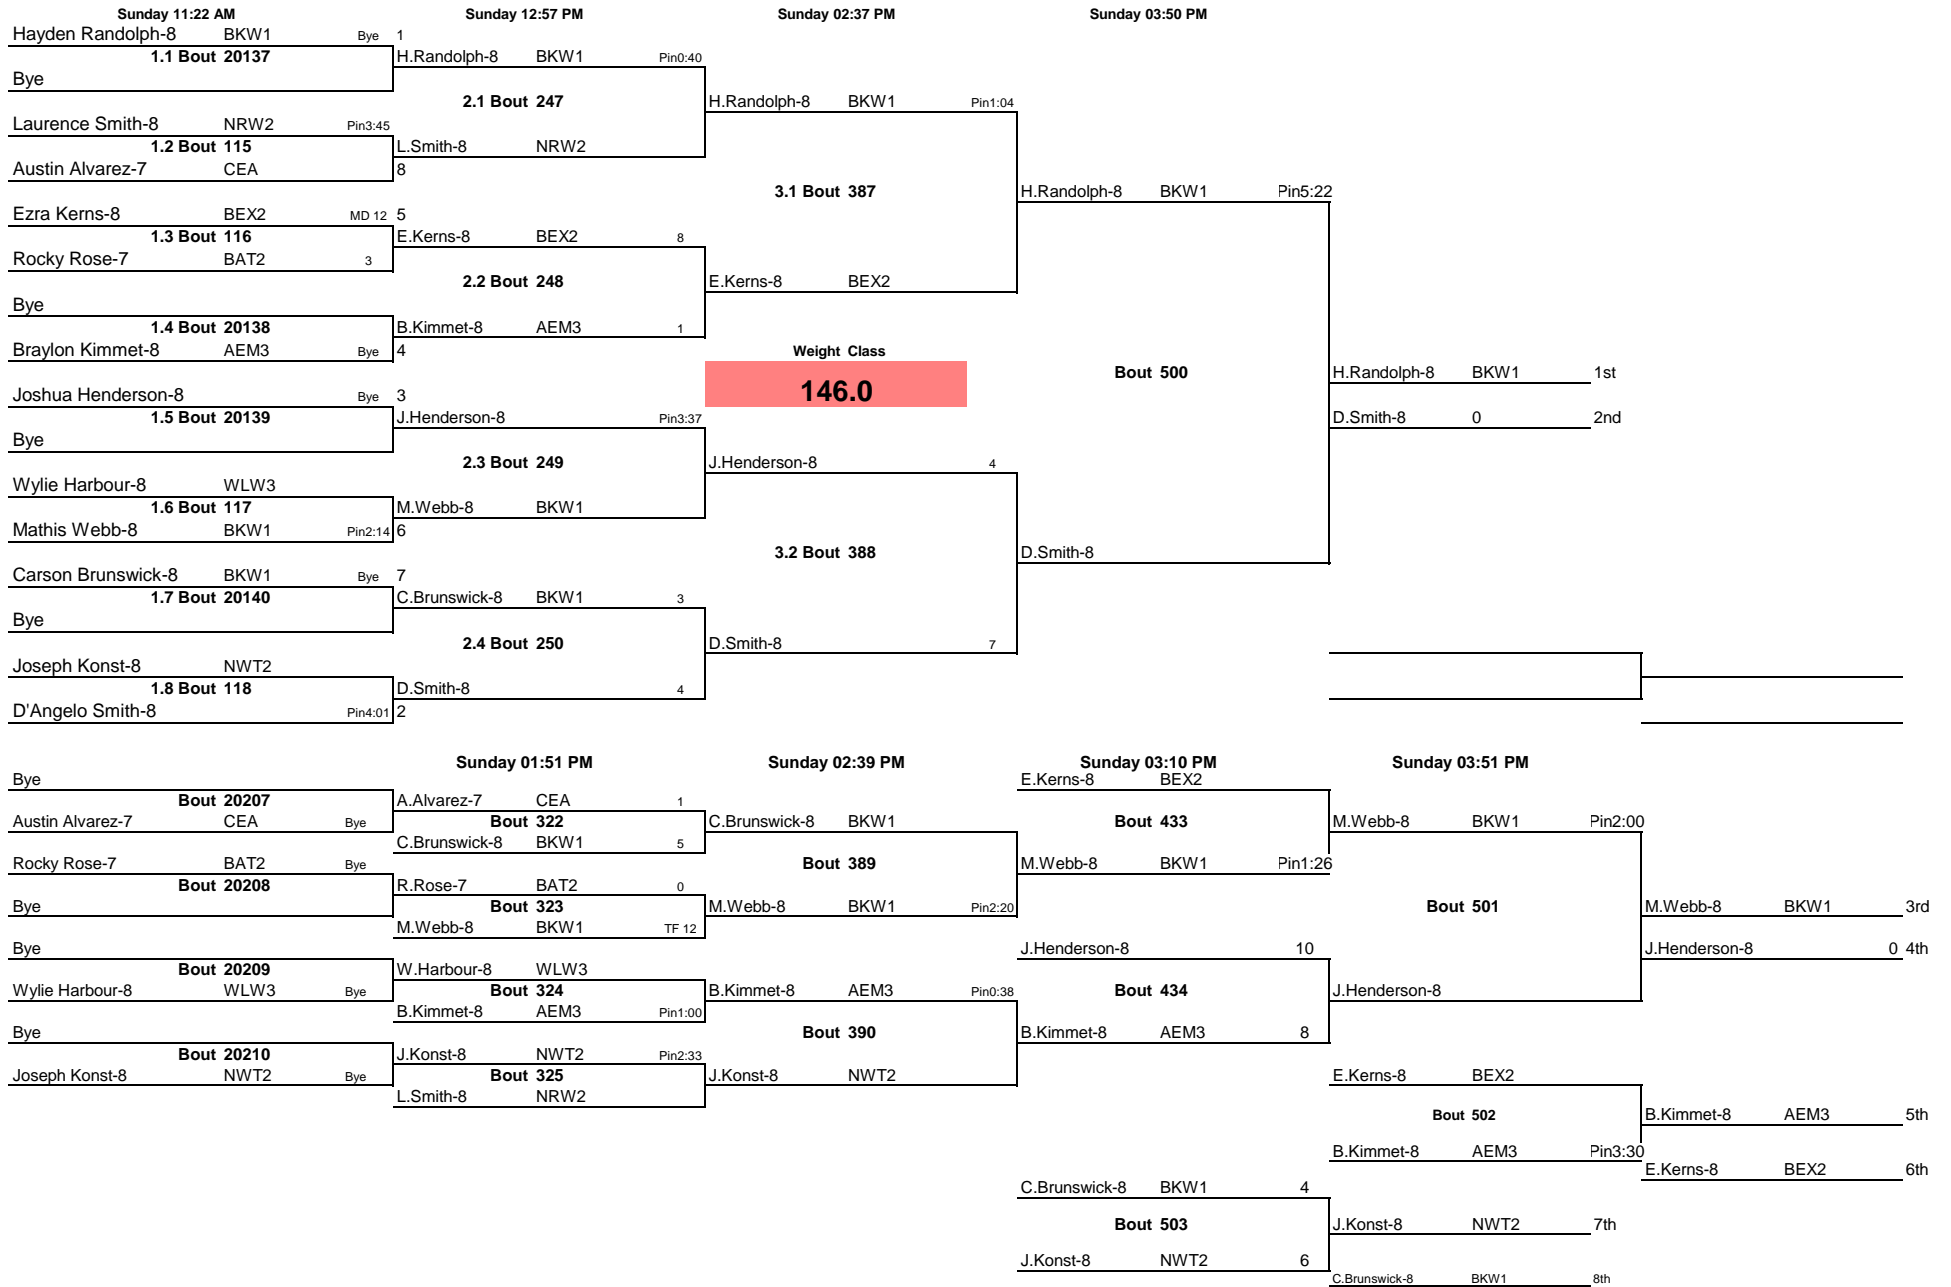 Sunday 11:22 AM Sunday 12:57 PM Sunday 02:37 PM Sunday 03:50 PM
Hayden Randolph-8 BKW1 Bye 1
1.1 Bout 20137 H.Randolph-8 BKW1 Pin0:40
Bye
2.1 Bout 247 H.Randolph-8 BKW1 Pin1:04
Laurence Smith-8 NRW2 Pin3:45
1.2 Bout 115 L.Smith-8 NRW2
Austin Alvarez-7 CEA 8
3.1 Bout 387 H.Randolph-8 BKW1 Pin5:22
Ezra Kerns-8 BEX2 MD 12 5
1.3 Bout 116 E.Kerns-8 BEX2 8
Rocky Rose-7 BAT2 3
2.2 Bout 248 E.Kerns-8 BEX2
Bye
1.4 Bout 20138 B.Kimmet-8 AEM3 1
Braylon Kimmet-8 AEM3 Bye 4 Weight Class
Bout 500 H.Randolph-8 BKW1 1st
Joshua Henderson-8 Bye 3 146.0
1.5 Bout 20139 J.Henderson-8 Pin3:37 D.Smith-8 0 2nd
Bye
2.3 Bout 249 J.Henderson-8 4
Wylie Harbour-8 WLW3
1.6 Bout 117 M.Webb-8 BKW1
Mathis Webb-8 BKW1 Pin2:14 6
3.2 Bout 388 D.Smith-8
Carson Brunswick-8 BKW1 Bye 7
1.7 Bout 20140 C.Brunswick-8 BKW1 3
Bye
2.4 Bout 250 D.Smith-8 7
Joseph Konst-8 NWT2
1.8 Bout 118 D.Smith-8 4
D'Angelo Smith-8 Pin4:01 2
Sunday 01:51 PM Sunday 02:39 PM Sunday 03:10 PM Sunday 03:51 PM
Bye E.Kerns-8 BEX2
Bout 20207 A.Alvarez-7 CEA 1
Austin Alvarez-7 CEA Bye Bout 322 C.Brunswick-8 BKW1 Bout 433 M.Webb-8 BKW1 Pin2:00
C.Brunswick-8 BKW1 5
Rocky Rose-7 BAT2 Bye Bout 389 M.Webb-8 BKW1 Pin1:26
Bout 20208 R.Rose-7 BAT2 0
Bye Bout 323 M.Webb-8 BKW1 Pin2:20 Bout 501 M.Webb-8 BKW1 3rd
M.Webb-8 BKW1 TF 12
Bye J.Henderson-8 10 J.Henderson-8 0 4th
Bout 20209 W.Harbour-8 WLW3
Wylie Harbour-8 WLW3 Bye Bout 324 B.Kimmet-8 AEM3 Pin0:38 Bout 434 J.Henderson-8
B.Kimmet-8 AEM3 Pin1:00
Bye Bout 390 B.Kimmet-8 AEM3 8
Bout 20210 J.Konst-8 NWT2 Pin2:33
Joseph Konst-8 NWT2 Bye Bout 325 J.Konst-8 NWT2 E.Kerns-8 BEX2
L.Smith-8 NRW2
Bout 502 B.Kimmet-8 AEM3 5th
B.Kimmet-8 AEM3 Pin3:30
E.Kerns-8 BEX2 6th
C.Brunswick-8 BKW1 4
Bout 503 J.Konst-8 NWT2 7th
J.Konst-8 NWT2 6
C.Brunswick-8 BKW1 8th